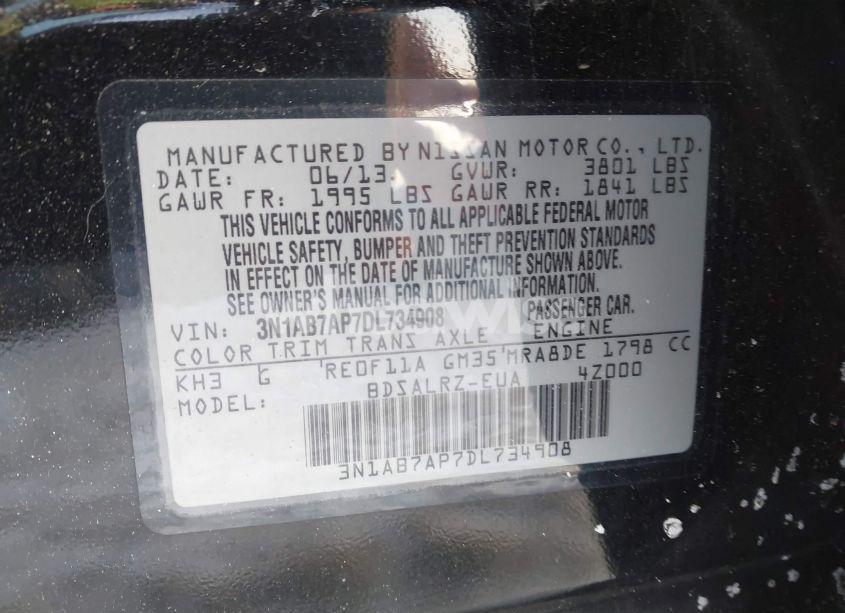 MANUFACTURED BY NISSAN MOTOR CO., LTD.
DATE: 06/13 GVWR: 3801 LBS
GAWR FR: 1995 LBS GAWR RR: 1841 LBS
THIS VEHICLE CONFORMS TO ALL APPLICABLE FEDERAL MOTOR
VEHICLE SAFETY, BUMPER AND THEFT PREVENTION STANDARDS
IN EFFECT ON THE DATE OF MANUFACTURE SHOWN ABOVE.
SEE OWNER'S MANUAL FOR ADDITIONAL INFORMATION.
VIN: 3N1AB7AP7DL734908 PASSENGER CAR.
COLOR TRIM TRANS AXLE ENGINE
KH3 G RE0F11A GM35 MRA8DE 1798 CC
MODEL: BDSALRZ-EUA 4Z000
3N1AB7AP7DL734908